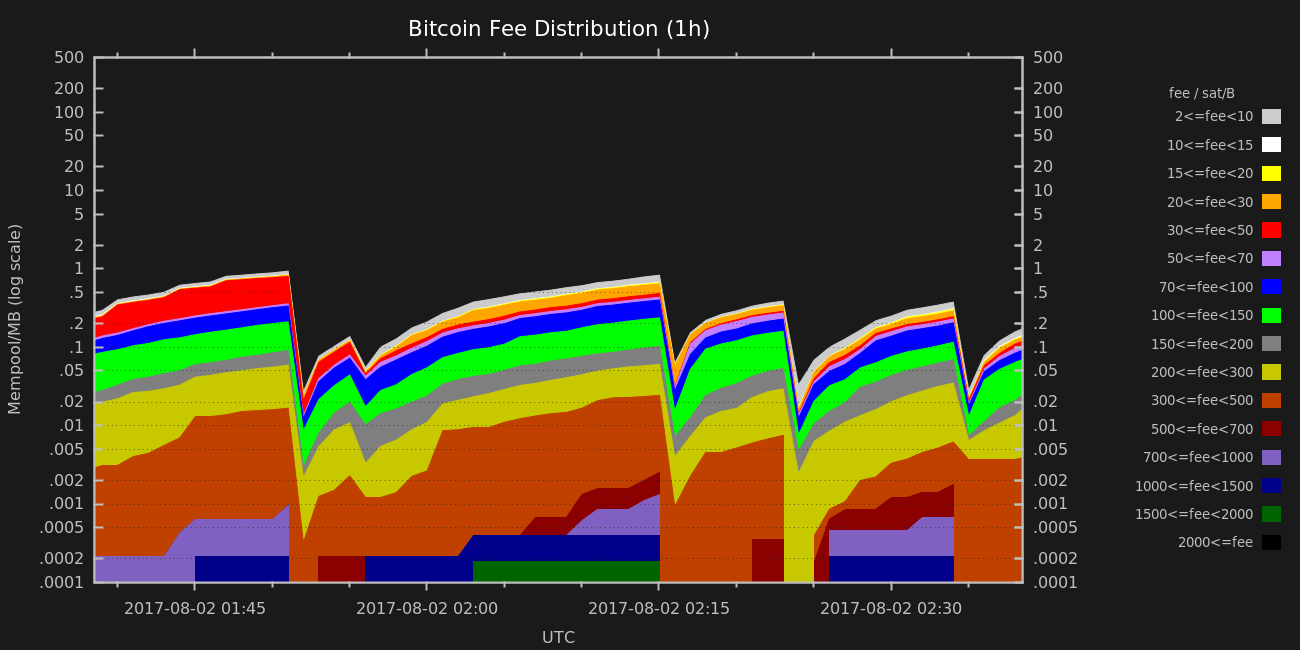 Bitcoin Fee Distribution (1h)
500
200
100
50
20
10
5
2
1
.5
.2
.1
.05
.02
.01
.005
.002
.001
.0005
.0002
.0001
Mempool/MB (log scale)
500
200
100
50
20
10
5
2
1
.5
.2
.1
.05
.02
.01
.005
.002
.001
.0005
.0002
.0001
2017-08-02 01:45
2017-08-02 02:00
2017-08-02 02:15
2017-08-02 02:30
UTC
fee / sat/B
2<=fee<10
10<=fee<15
15<=fee<20
20<=fee<30
30<=fee<50
50<=fee<70
70<=fee<100
100<=fee<150
150<=fee<200
200<=fee<300
300<=fee<500
500<=fee<700
700<=fee<1000
1000<=fee<1500
1500<=fee<2000
2000<=fee